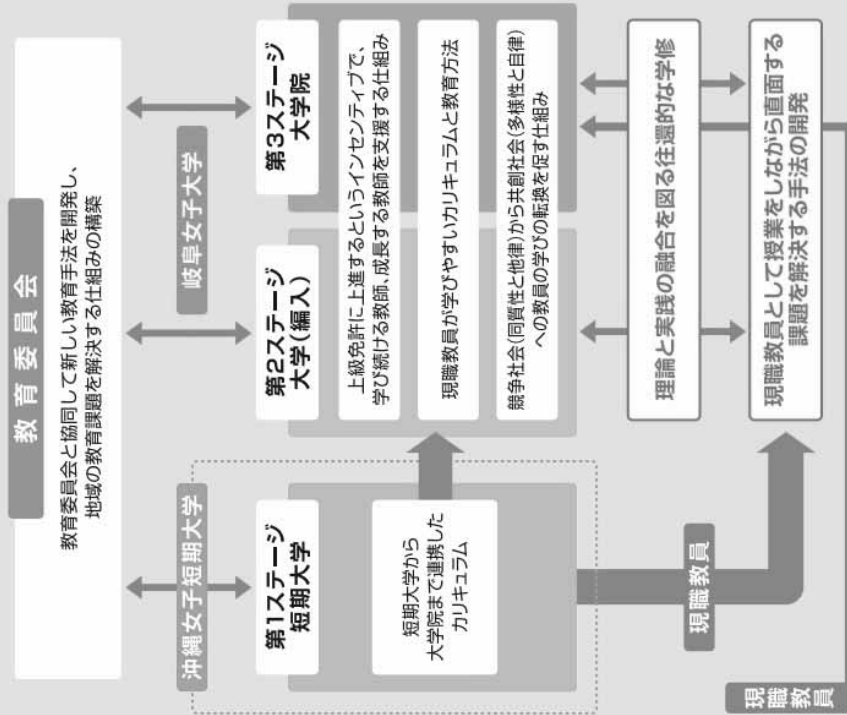 教育委員会
教育委員会と協同して新しい教育手法を開発し、
地域の教育課題を解決する仕組みの構築
沖縄女子短期大学
岐阜女子大学
第1ステージ
短期大学
短期大学から
大学院まで連携した
カリキュラム
第2ステージ
大学(編入)
第3ステージ
大学院
上級免許に上進するというインセンティブで、
学び続ける教師、成長する教師を支援する仕組み
現職教員が学びやすいカリキュラムと教育方法
競争社会(同質性と他律)から共創社会(多様性と自律)
への教員の学びの転換を促す仕組み
理論と実践の融合を図る往還的な学修
現職教員として授業をしながら直面する
課題を解決する手法の開発
現職教員
現職
教員